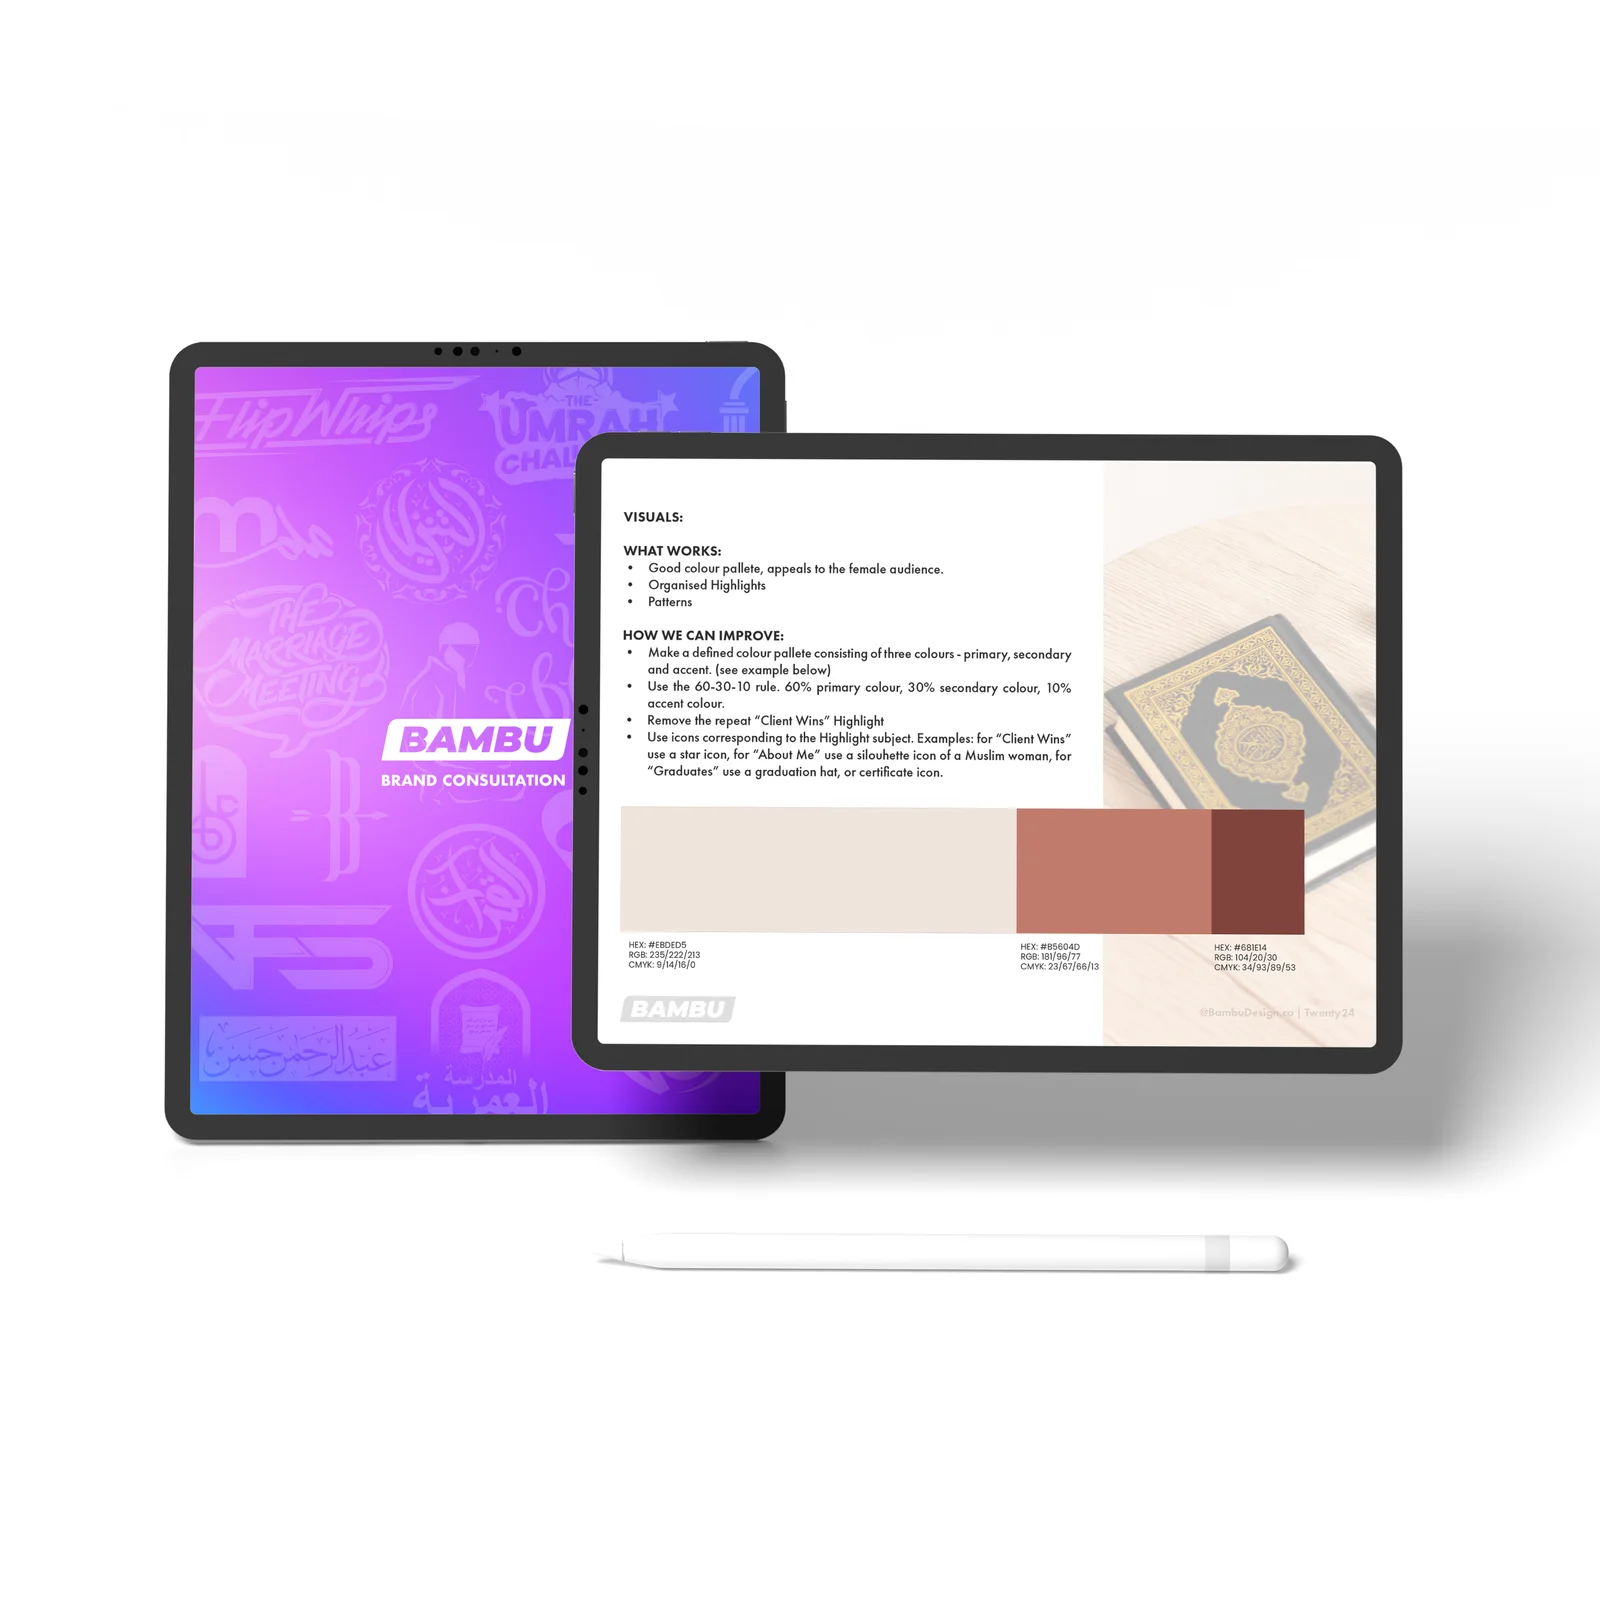 Flip Whips
THE
UMRAH
CHAL
THE
MARRIAGE
MEETING
BAMBU
BRAND CONSULTATION
عبدالرحمن حسن
المدرسة
العمرية
VISUALS:
WHAT WORKS:
• Good colour pallete, appeals to the female audience.
• Organised Highlights
• Patterns
HOW WE CAN IMPROVE:
• Make a defined colour pallete consisting of three colours - primary, secondary
and accent. (see example below)
• Use the 60-30-10 rule. 60% primary colour, 30% secondary colour, 10%
accent colour.
• Remove the repeat “Client Wins” Highlight
• Use icons corresponding to the Highlight subject. Examples: for “Client Wins”
use a star icon, for “About Me” use a silouhette icon of a Muslim woman, for
“Graduates” use a graduation hat, or certificate icon.
HEX: #EBDED5
RGB: 235/222/213
CMYK: 9/14/16/0
HEX: #B5604D
RGB: 181/96/77
CMYK: 23/67/66/13
HEX: #681E14
RGB: 104/20/30
CMYK: 34/93/89/53
BAMBU
@BambuDesign.co | Twenty24